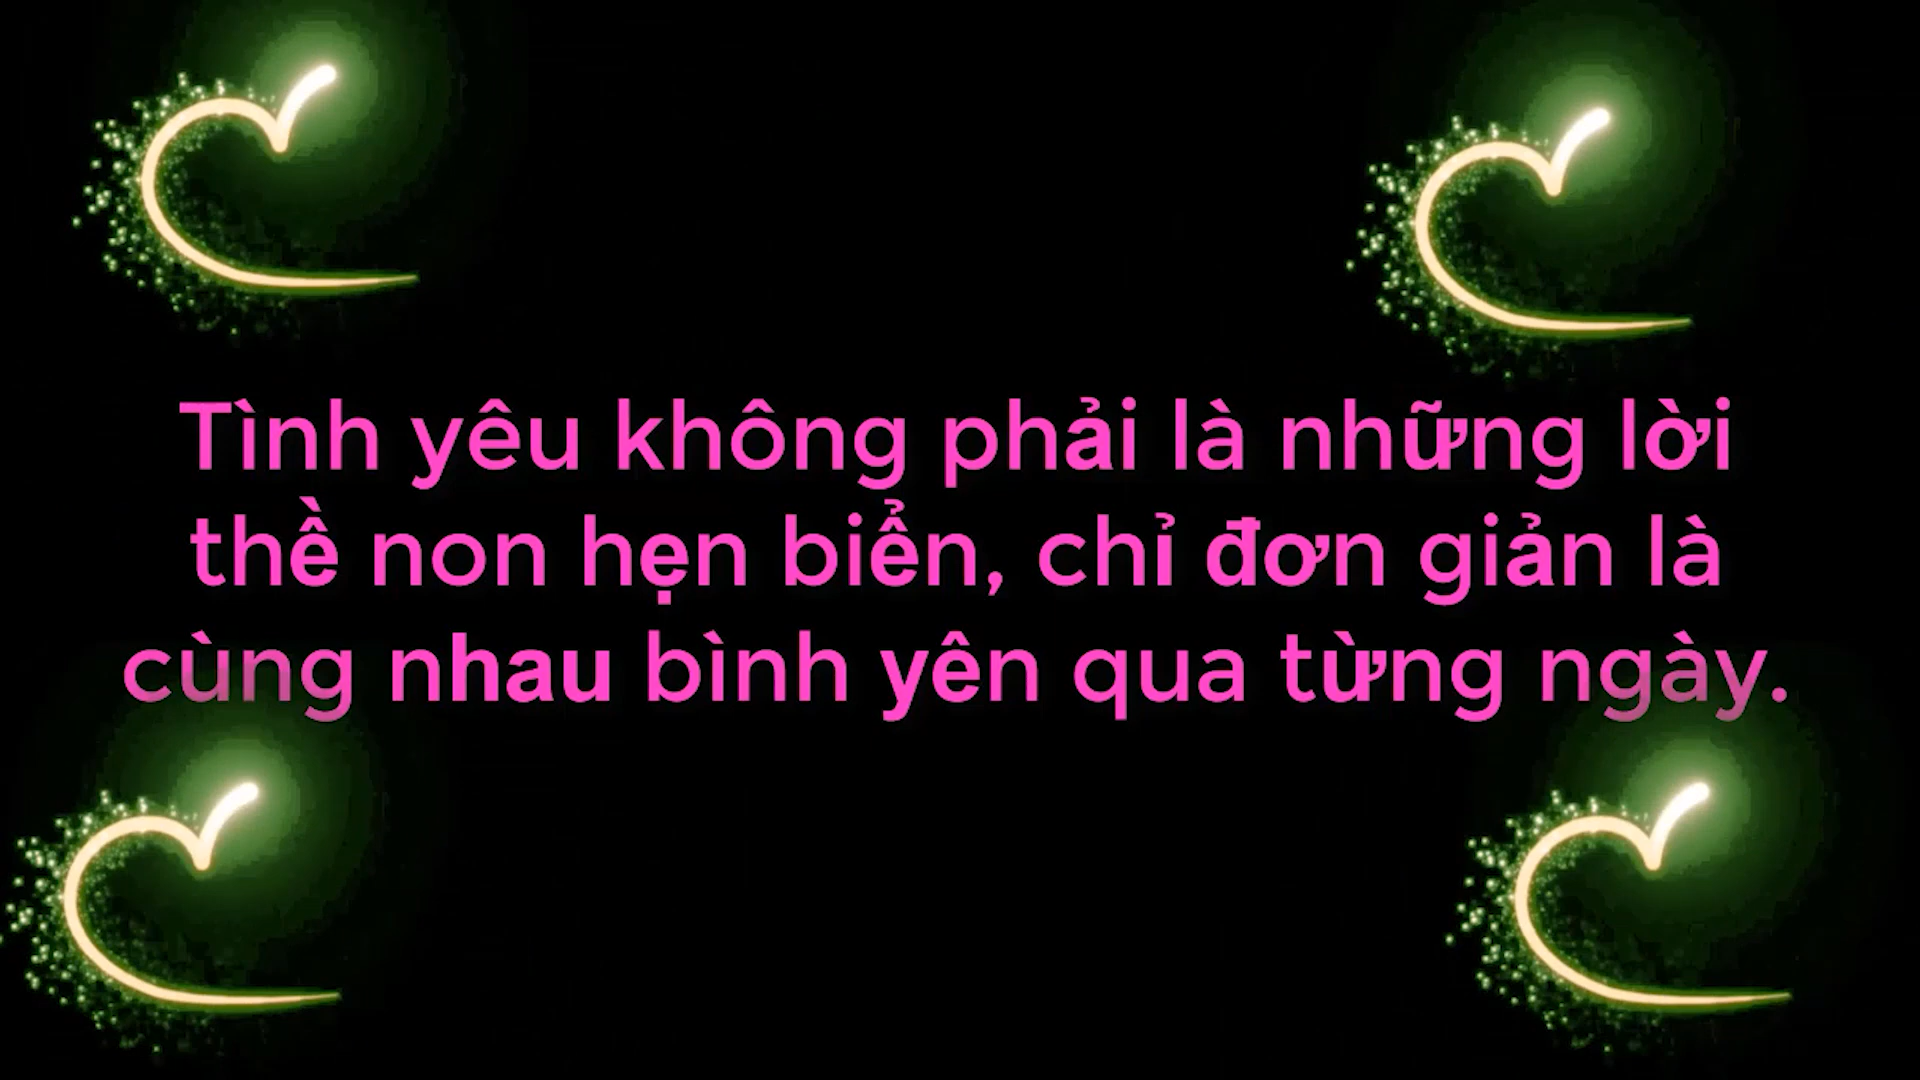 Tình yêu không phải là những lời
thề non hẹn biển, chỉ đơn giản là
cùng nhau bình yên qua từng ngày.